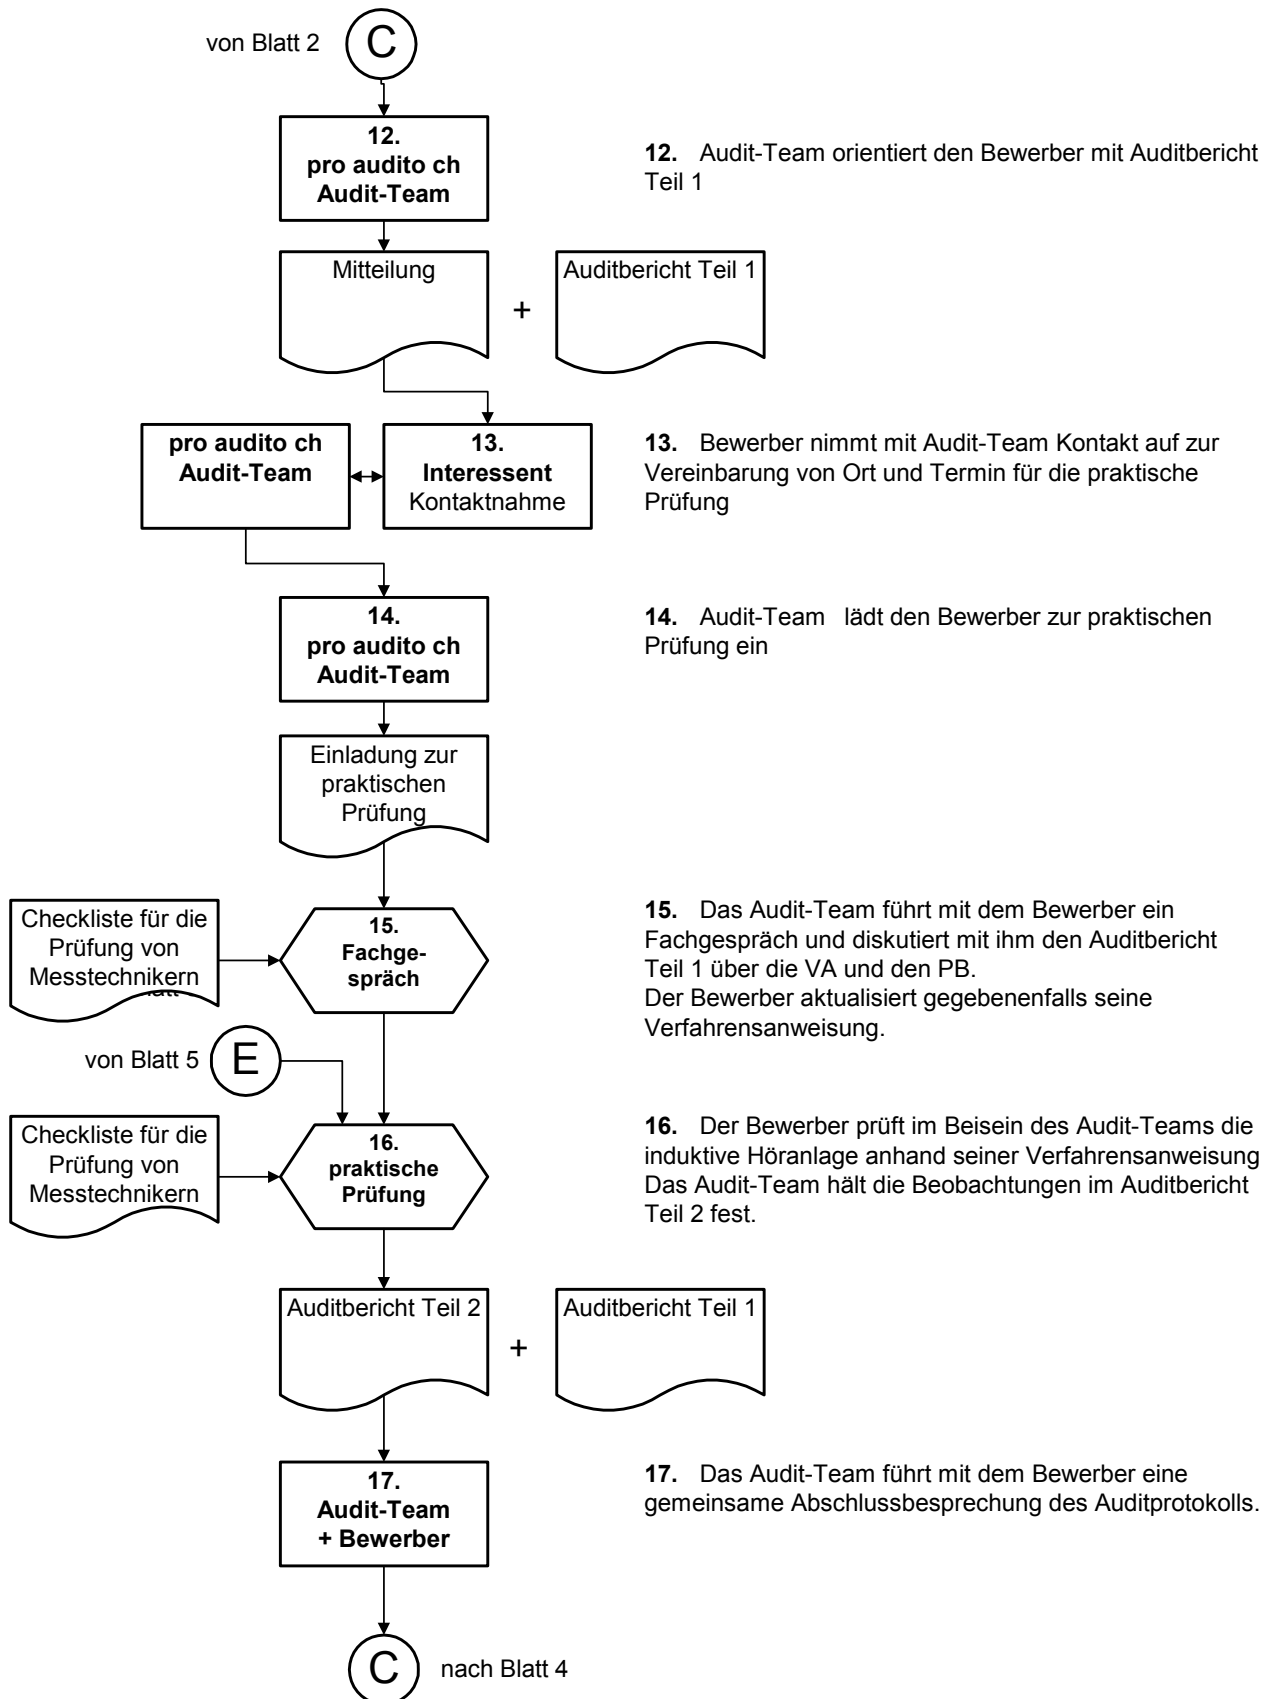 von Blatt 2
C
12.
pro audito ch
Audit-Team
12. Audit-Team orientiert den Bewerber mit Auditbericht
Teil 1
Mitteilung
+
Auditbericht Teil 1
pro audito ch
Audit-Team
13.
Interessent
Kontaktnahme
13. Bewerber nimmt mit Audit-Team Kontakt auf zur
Vereinbarung von Ort und Termin für die praktische
Prüfung
14.
pro audito ch
Audit-Team
14. Audit-Team lädt den Bewerber zur praktischen
Prüfung ein
Einladung zur
praktischen
Prüfung
Checkliste für die
Prüfung von
Messtechnikern
15.
Fachge-
spräch
15. Das Audit-Team führt mit dem Bewerber ein
Fachgespräch und diskutiert mit ihm den Auditbericht
Teil 1 über die VA und den PB.
Der Bewerber aktualisiert gegebenenfalls seine
Verfahrensanweisung.
von Blatt 5
E
Checkliste für die
Prüfung von
Messtechnikern
16.
praktische
Prüfung
16. Der Bewerber prüft im Beisein des Audit-Teams die
induktive Höranlage anhand seiner Verfahrensanweisung
Das Audit-Team hält die Beobachtungen im Auditbericht
Teil 2 fest.
Auditbericht Teil 2
+
Auditbericht Teil 1
17.
Audit-Team
+ Bewerber
17. Das Audit-Team führt mit dem Bewerber eine
gemeinsame Abschlussbesprechung des Auditprotokolls.
C
nach Blatt 4